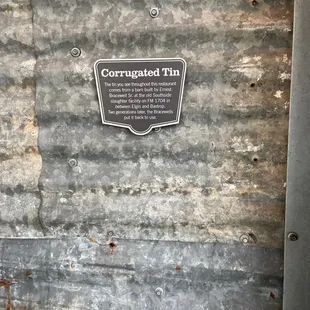 Corrugated Tin
The tin you see throughout this restaurant
comes from a barn built by Ernest
Bracewell Sr. at the old Southside
slaughter facility on FM 1704 in
between Elgin and Bastrop.
Two generations later, the Bracewells
put it back to use.